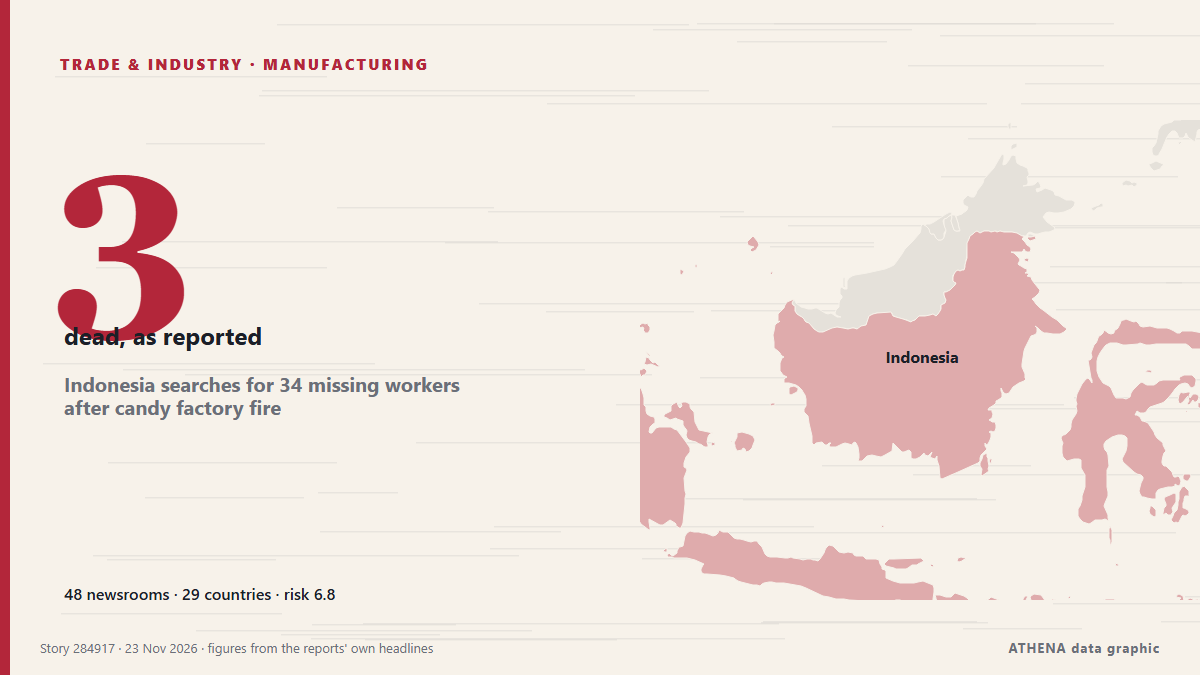 TRADE & INDUSTRY · MANUFACTURING
3
dead, as reported
Indonesia searches for 34 missing workers
after candy factory fire
Indonesia
48 newsrooms · 29 countries · risk 6.8
Story 284917 · 23 Nov 2026 · figures from the reports' own headlines
ATHENA data graphic